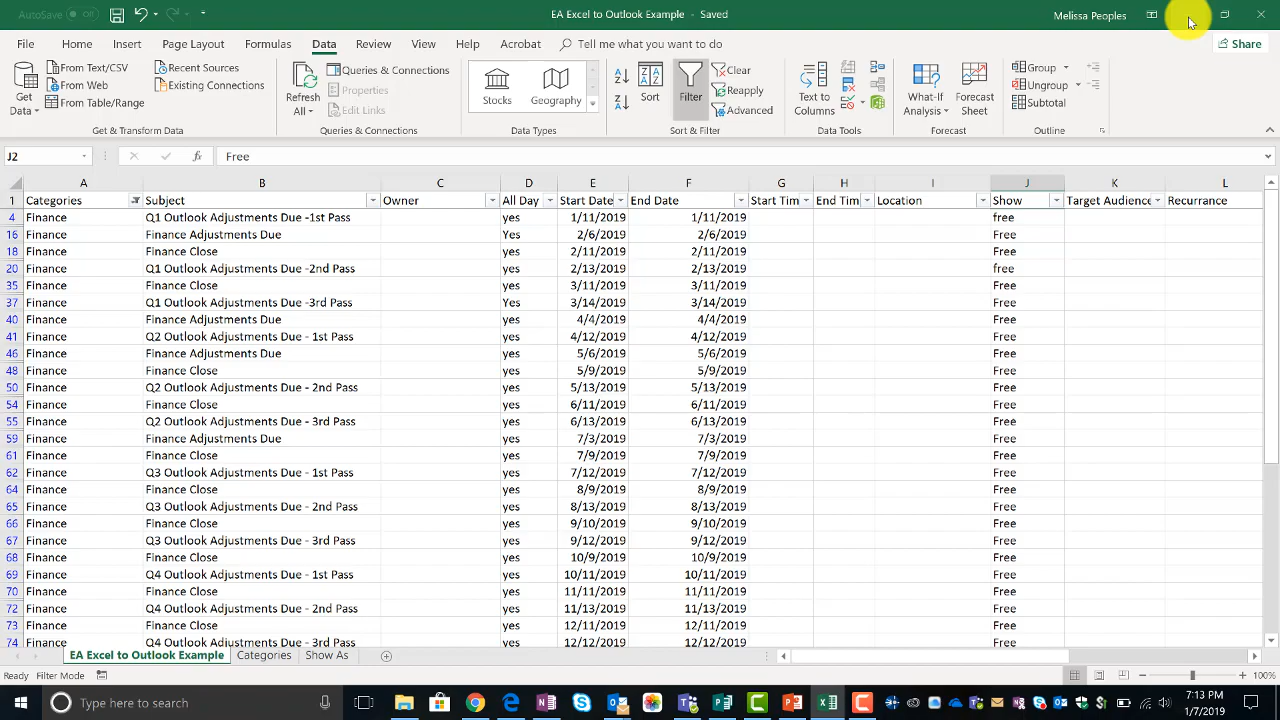 AutoSave Off EA Excel to Outlook Example - Saved Melissa Peoples
File Home Insert Page Layout Formulas Data Review View Help Acrobat Tell me what you want to do Share
Get Data From Text/CSV From Web From Table/Range Recent Sources Existing Connections Refresh All Queries & Connections Properties Edit Links Stocks Geography Sort Filter Clear Reapply Advanced Text to Columns What-If Analysis Forecast Sheet Group Ungroup Subtotal
Get & Transform Data Queries & Connections Data Types Sort & Filter Data Tools Forecast Outline
J2 fx Free
A B C D E F G H I J K L
1 Categories Subject Owner All Day Start Date End Date Start Tim End Tim Location Show Target Audience Recurrance
4 Finance Q1 Outlook Adjustments Due -1st Pass yes 1/11/2019 1/11/2019 free
16 Finance Finance Adjustments Due Yes 2/6/2019 2/6/2019 Free
18 Finance Finance Close yes 2/11/2019 2/11/2019 Free
20 Finance Q1 Outlook Adjustments Due -2nd Pass yes 2/13/2019 2/13/2019 free
35 Finance Finance Close yes 3/11/2019 3/11/2019 Free
37 Finance Q1 Outlook Adjustments Due -3rd Pass Yes 3/14/2019 3/14/2019 Free
40 Finance Finance Adjustments Due yes 4/4/2019 4/4/2019 Free
41 Finance Q2 Outlook Adjustments Due - 1st Pass yes 4/12/2019 4/12/2019 Free
46 Finance Finance Adjustments Due yes 5/6/2019 5/6/2019 Free
48 Finance Finance Close yes 5/9/2019 5/9/2019 Free
50 Finance Q2 Outlook Adjustments Due - 2nd Pass yes 5/13/2019 5/13/2019 Free
54 Finance Finance Close yes 6/11/2019 6/11/2019 Free
55 Finance Q2 Outlook Adjustments Due - 3rd Pass yes 6/13/2019 6/13/2019 Free
59 Finance Finance Adjustments Due yes 7/3/2019 7/3/2019 Free
61 Finance Finance Close yes 7/9/2019 7/9/2019 Free
62 Finance Q3 Outlook Adjustments Due - 1st Pass yes 7/12/2019 7/12/2019 Free
64 Finance Finance Close yes 8/9/2019 8/9/2019 Free
65 Finance Q3 Outlook Adjustments Due - 2nd Pass yes 8/13/2019 8/13/2019 Free
66 Finance Finance Close yes 9/10/2019 9/10/2019 Free
67 Finance Q3 Outlook Adjustments Due - 3rd Pass yes 9/12/2019 9/12/2019 Free
68 Finance Finance Close yes 10/9/2019 10/9/2019 Free
69 Finance Q4 Outlook Adjustments Due - 1st Pass yes 10/11/2019 10/11/2019 Free
70 Finance Finance Close yes 11/11/2019 11/11/2019 Free
72 Finance Q4 Outlook Adjustments Due - 2nd Pass yes 11/13/2019 11/13/2019 Free
73 Finance Finance Close yes 12/11/2019 12/11/2019 Free
74 Finance Q4 Outlook Adjustments Due - 3rd Pass yes 12/12/2019 12/12/2019 Free
EA Excel to Outlook Example Categories Show As
Ready Filter Mode 100%
Type here to search 7:13 PM
1/7/2019